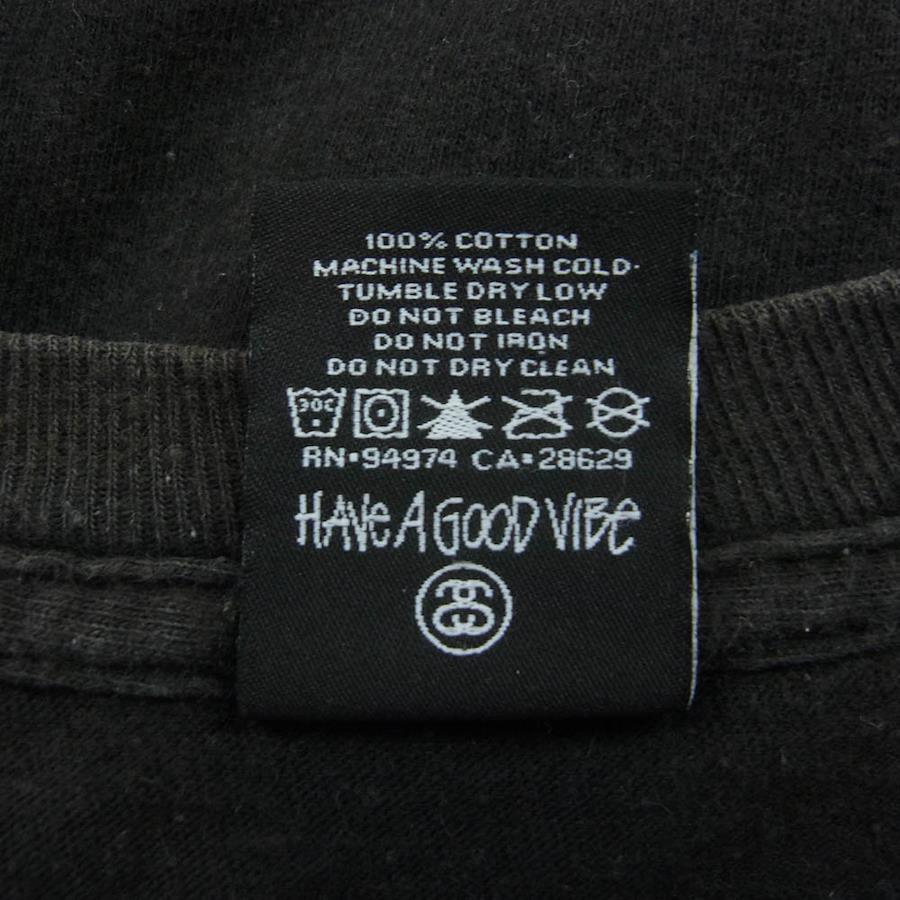 100% COTTON
MACHINE WASH COLD·
TUMBLE DRY LOW
DO NOT BLEACH
DO NOT IRON
DO NOT DRY CLEAN
30C
RN·94974 CA·28629
HAVE A GOOD VIBE